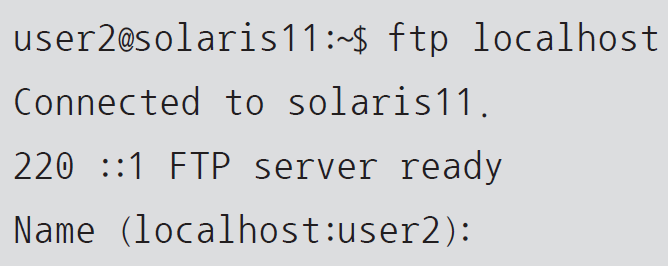 user2@solaris11:~$ ftp localhost
Connected to solaris11.
220 ::1 FTP server ready
Name (localhost:user2):